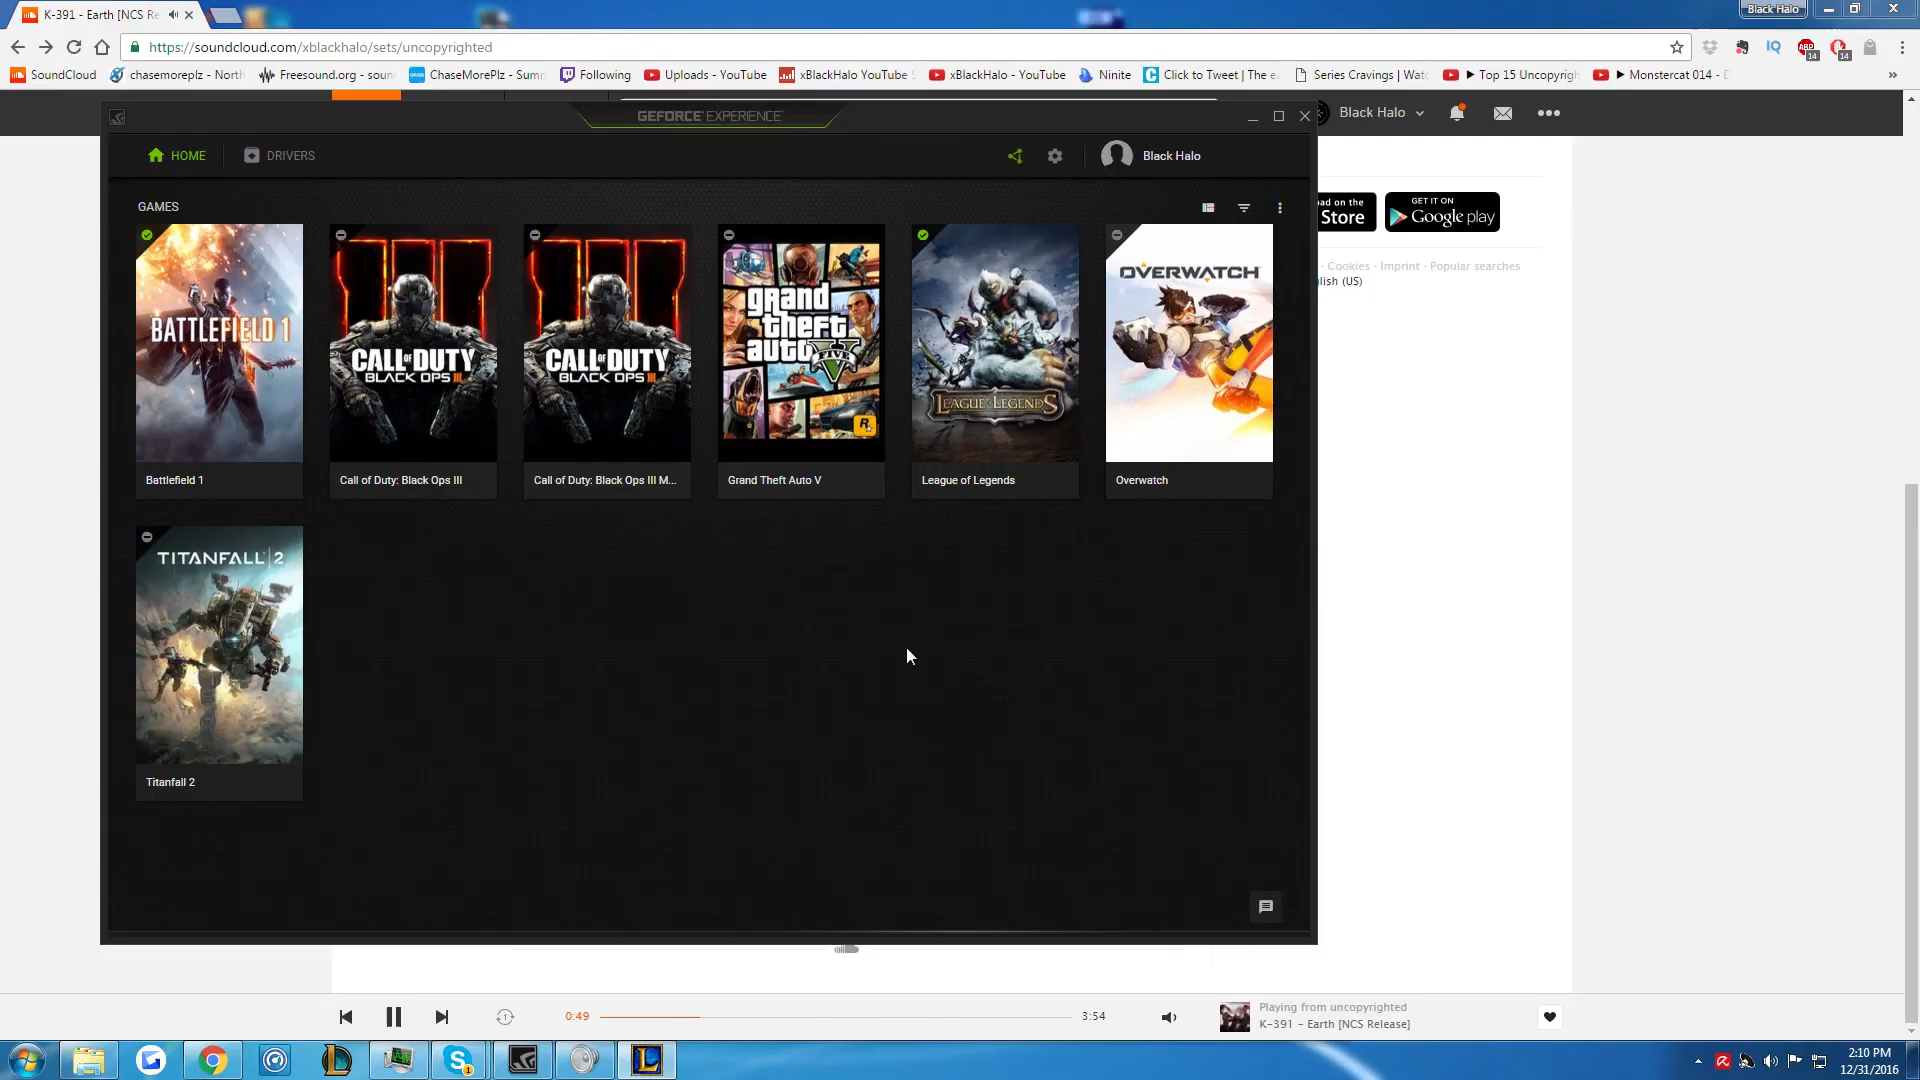 K-391 - Earth [NCS Re
Black Halo
https://soundcloud.com/xblackhalo/sets/uncopyrighted
SoundCloud
chasemoreplz - North
Freesound.org - soun
ChaseMorePlz - Summ
Following
Uploads - YouTube
xBlackHalo YouTube S
xBlackHalo - YouTube
Ninite
Click to Tweet | The e
Series Cravings | Watc
Top 15 Uncopyrigh
Monstercat 014 -
GEFORCE EXPERIENCE
Black Halo
HOME
DRIVERS
Black Halo
GAMES
Store
GET IT ON
Google play
- Cookies - Imprint - Popular searches
lish (US)
BATTLEFIELD 1
CALL OF DUTY
BLACK OPS III
CALL OF DUTY
BLACK OPS III
grand
theft
auto
FIVE
LEAGUE of LEGENDS
OVERWATCH
Battlefield 1
Call of Duty: Black Ops III
Call of Duty: Black Ops III M...
Grand Theft Auto V
League of Legends
Overwatch
TITANFALL 2
Titanfall 2
0:49
3:54
Playing from uncopyrighted
K-391 – Earth [NCS Release]
2:10 PM
12/31/2016